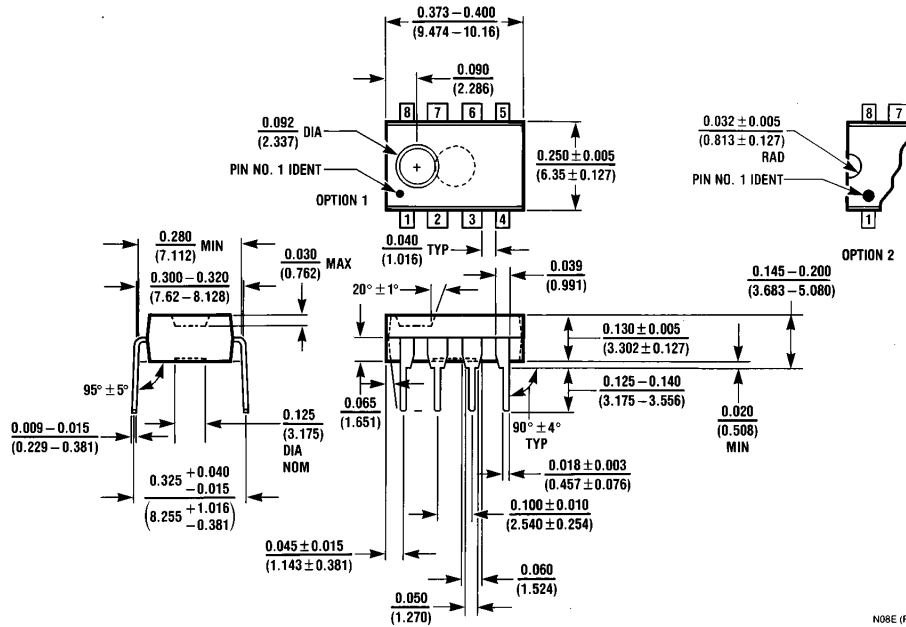 0.373 – 0.400
(9.474 – 10.16)
0.090
(2.286)
8 7 6 5
0.092 DIA
(2.337)
PIN NO. 1 IDENT
OPTION 1
+
1 2 3 4
0.250 ± 0.005
(6.35 ± 0.127)
8 7
0.032 ± 0.005
(0.813 ± 0.127)
RAD
PIN NO. 1 IDENT
1
OPTION 2
0.280 MIN
(7.112)
0.300 – 0.320
(7.62 – 8.128)
0.030 MAX
(0.762)
0.040 TYP
(1.016)
20° ± 1°
0.039
(0.991)
0.145 – 0.200
(3.683 – 5.080)
0.130 ± 0.005
(3.302 ± 0.127)
0.125 – 0.140
(3.175 – 3.556)
0.020
(0.508)
MIN
95° ± 5°
0.009 – 0.015
(0.229 – 0.381)
0.125
(3.175)
DIA
NOM
0.065
(1.651)
90° ± 4°
TYP
0.018 ± 0.003
(0.457 ± 0.076)
0.325 +0.040
–0.015
(8.255 +1.016
–0.381)
0.100 ± 0.010
(2.540 ± 0.254)
0.045 ± 0.015
(1.143 ± 0.381)
0.060
(1.524)
0.050
(1.270)
N08E (